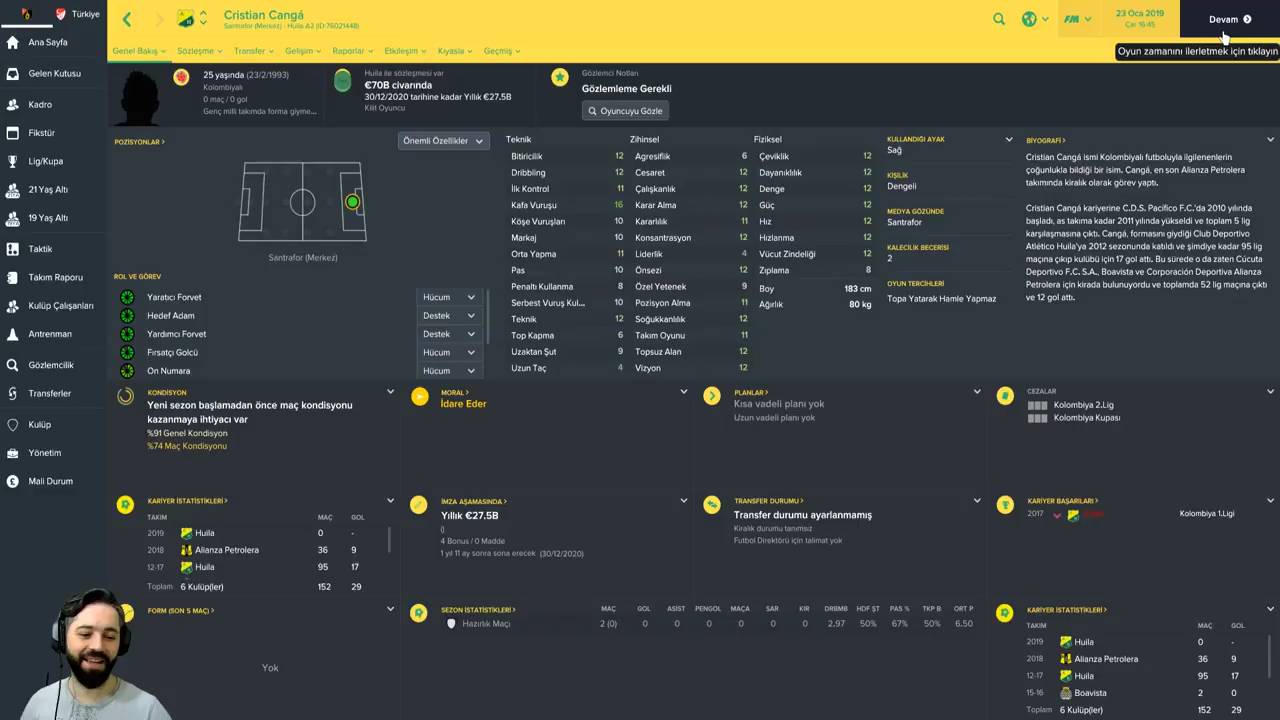 Türkiye
Ana Sayfa
Gelen Kutusu
Kadro
Fikstür
Lig/Kupa
21 Yaş Altı
19 Yaş Altı
Taktik
Takım Raporu
Kulüp Çalışanları
Antrenman
Gözlemcilik
Transferler
Kulüp
Yönetim
Mali Durum
Cristian Cangá
Santrafor (Merkez) - Huila A2 (ID:76021448)
FM
23 Oca 2019
Çar 16:45
Devam
Oyun zamanını ilerletmek için tıklayın
Genel Bakış
Sözleşme
Transfer
Gelişim
Raporlar
Etkileşim
Kıyasla
Geçmiş
25 yaşında (23/2/1993)
Kolombiyalı
0 maç / 0 gol
Genç milli takımda forma giyme...
Huila ile sözleşmesi var
€70B civarında
30/12/2020 tarihine kadar Yıllık €27.5B
Kilit Oyuncu
Gözlemci Notları
Gözlemleme Gerekli
Oyuncuyu Gözle
POZİSYONLAR
Önemli Özellikler
Santrafor (Merkez)
ROL VE GÖREV
Yaratıcı Forvet Hücum
Hedef Adam Destek
Yardımcı Forvet Destek
Fırsatçı Golcü Hücum
On Numara Hücum
Teknik
Bitiricilik 12
Dribbling 12
İlk Kontrol 11
Kafa Vuruşu 16
Köşe Vuruşları 10
Markaj 10
Orta Yapma 11
Pas 10
Penaltı Kullanma 8
Serbest Vuruş Kul... 10
Teknik 12
Top Kapma 6
Uzaktan Şut 9
Uzun Taç 4
Zihinsel
Agresiflik 6
Cesaret 12
Çalışkanlık 12
Karar Alma 12
Kararlılık 11
Konsantrasyon 12
Liderlik 4
Önsezi 12
Özel Yetenek 9
Pozisyon Alma 11
Soğukkanlılık 12
Takım Oyunu 11
Topsuz Alan 12
Vizyon 12
Fiziksel
Çeviklik 12
Dayanıklılık 12
Denge 12
Güç 12
Hız 12
Hızlanma 12
Vücut Zindeliği 12
Zıplama 8
Boy 183 cm
Ağırlık 80 kg
KULLANDIĞI AYAK
Sağ
KİŞİLİK
Dengeli
MEDYA GÖZÜNDE
Santrafor
KALECİLİK BECERİSİ
2
OYUN TERCİHLERİ
Topa Yatarak Hamle Yapmaz
BİYOGRAFİ
Cristian Cangá ismi Kolombiyalı futboluyla ilgilenenlerin
çoğunlukla bildiği bir isim. Cangá, en son Alianza Petrolera
takımında kiralık olarak görev yaptı.
Cristian Cangá kariyerine C.D.S. Pacífico F.C.'da 2010 yılında
başladı, as takıma kadar 2011 yılında yükseldi ve toplam 5 lig
karşılaşmasına çıktı. Cangá, formasını giydiği Club Deportivo
Atlético Huila'ya 2012 sezonunda katıldı ve şimdiye kadar 95 lig
maçına çıkıp kulübü için 17 gol attı. Bu sürede o da zaten Cúcuta
Deportivo F.C. S.A., Boavista ve Corporación Deportiva Alianza
Petrolera için kirada bulunuyordu ve toplamda 52 lig maçına çıktı
ve 12 gol attı.
KONDİSYON
Yeni sezon başlamadan önce maç kondisyonu
kazanmaya ihtiyacı var
%91 Genel Kondisyon
%74 Maç Kondisyonu
MORAL
İdare Eder
PLANLAR
Kısa vadeli planı yok
Uzun vadeli planı yok
CEZALAR
Kolombiya 2.Lig
Kolombiya Kupası
KARİYER İSTATİSTİKLERİ
TAKIM MAÇ GOL
2019 Huila 0 -
2018 Alianza Petrolera 36 9
12-17 Huila 95 17
Toplam 6 Kulüp(ler) 152 29
İMZA AŞAMASINDA
Yıllık €27.5B
()
4 Bonus / 0 Madde
1 yıl 11 ay sonra sona erecek (30/12/2020)
TRANSFER DURUMU
Transfer durumu ayarlanmamış
Kiralık durumu tanımsız
Futbol Direktörü için talimat yok
KARİYER BAŞARILARI
2017 Kolombiya 1.Ligi
FORM (SON 5 MAÇ)
Yok
SEZON İSTATİSTİKLERİ MAÇ GOL ASİST PENGOL MAÇA SAR KIR DRBMB HDF ŞT PAS % TKP B ORT P
Hazırlık Maçı 2 (0) 0 0 0 0 0 0 2,97 50% 67% 50% 6,50
KARİYER İSTATİSTİKLERİ
TAKIM MAÇ GOL
2019 Huila 0 -
2018 Alianza Petrolera 36 9
12-17 Huila 95 17
15-16 Boavista 2 0
Toplam 6 Kulüp(ler) 152 29